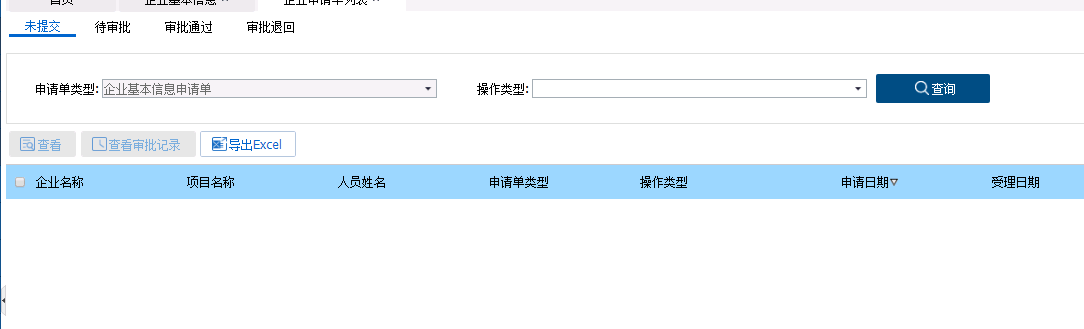 首页 企业基本信息 企业申请单列表
未提交 待审批 审批通过 审批退回
申请单类型: 企业基本信息申请单 操作类型: 查询
查看 查看审批记录 导出Excel
企业名称 项目名称 人员姓名 申请单类型 操作类型 申请日期 受理日期